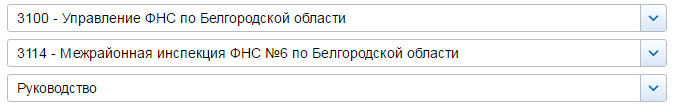 3100 - Управление ФНС по Белгородской области
3114 - Межрайонная инспекция ФНС №6 по Белгородской области
Руководство